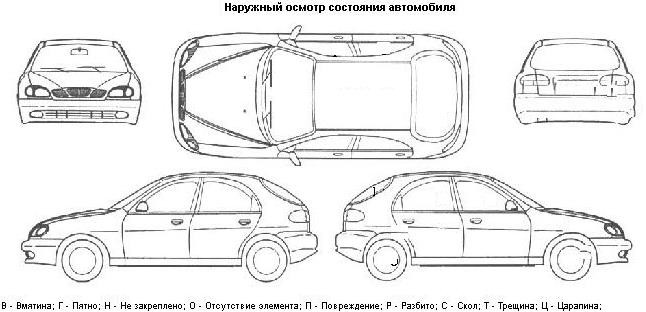 Наружный осмотр состояния автомобиля
В - Вмятина; Г - Пятно; Н - Не закреплено; О - Отсутствие элемента; П - Повреждение; Р - Разбито; С - Скол; Т - Трещина; Ц - Царапина;